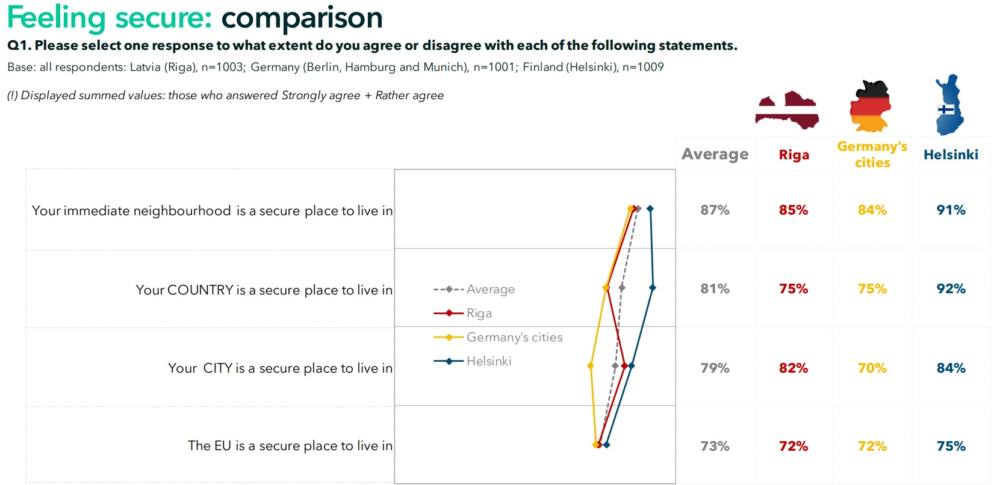 Feeling secure: comparison
Q1. Please select one response to what extent do you agree or disagree with each of the following statements.
Base: all respondents: Latvia (Riga), n=1003; Germany (Berlin, Hamburg and Munich), n=1001; Finland (Helsinki), n=1009
(!) Displayed summed values: those who answered Strongly agree + Rather agree
Average Riga Germany's cities Helsinki
Your immediate neighbourhood is a secure place to live in 87% 85% 84% 91%
Your COUNTRY is a secure place to live in 81% 75% 75% 92%
Average
Riga
Germany's cities
Helsinki
Your CITY is a secure place to live in 79% 82% 70% 84%
The EU is a secure place to live in 73% 72% 72% 75%